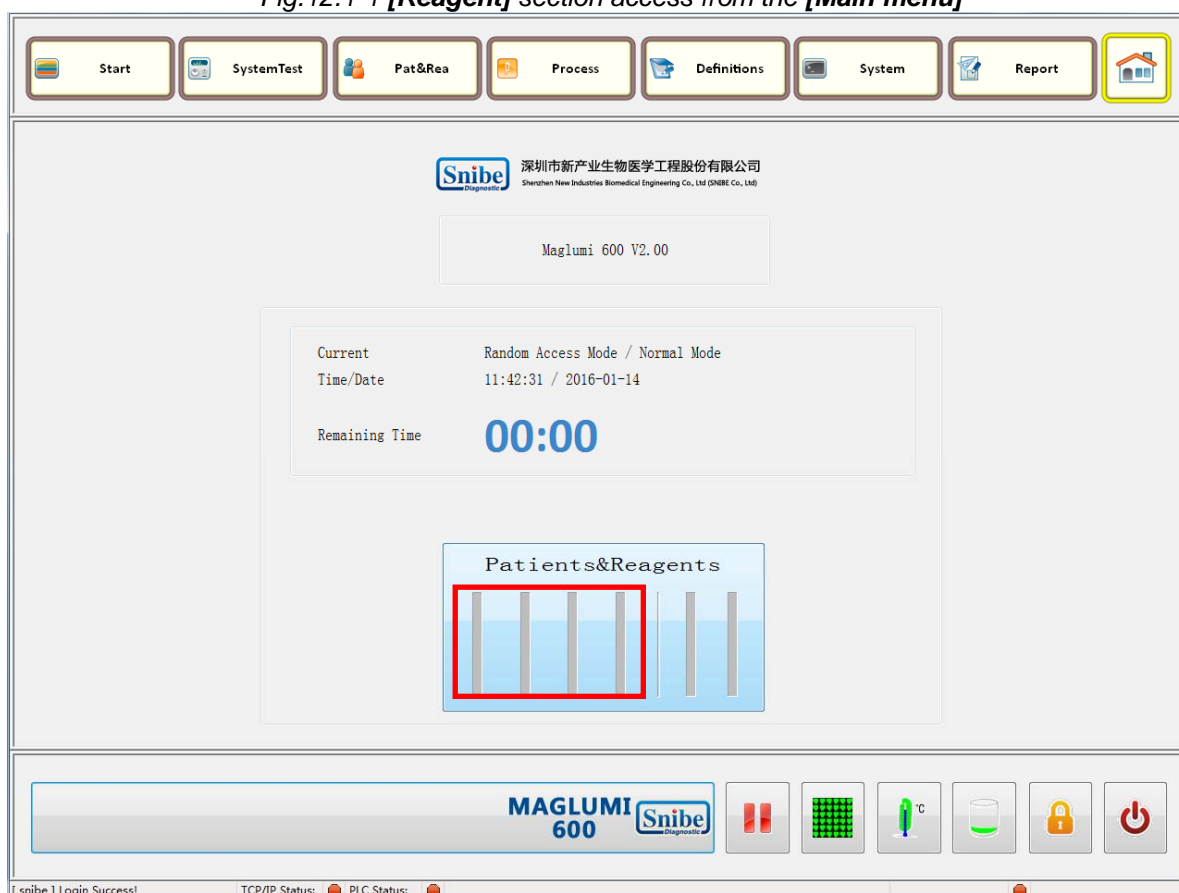 Fig.12.1-1 [Reagent] section access from the [Main menu]
Start SystemTest Pat&Rea Process Definitions System Report
Snibe Diagnostic 深圳市新产业生物医学工程股份有限公司
Shenzhen New Industries Biomedical Engineering Co., Ltd (SNIBE Co., Ltd)
Maglumi 600 V2.00
Current Random Access Mode / Normal Mode
Time/Date 11:42:31 / 2016-01-14
Remaining Time 00:00
Patients&Reagents
MAGLUMI
600
Snibe
Diagnostic
°C
[ snibe ] Login Success! TCP/IP Status: PLC Status: